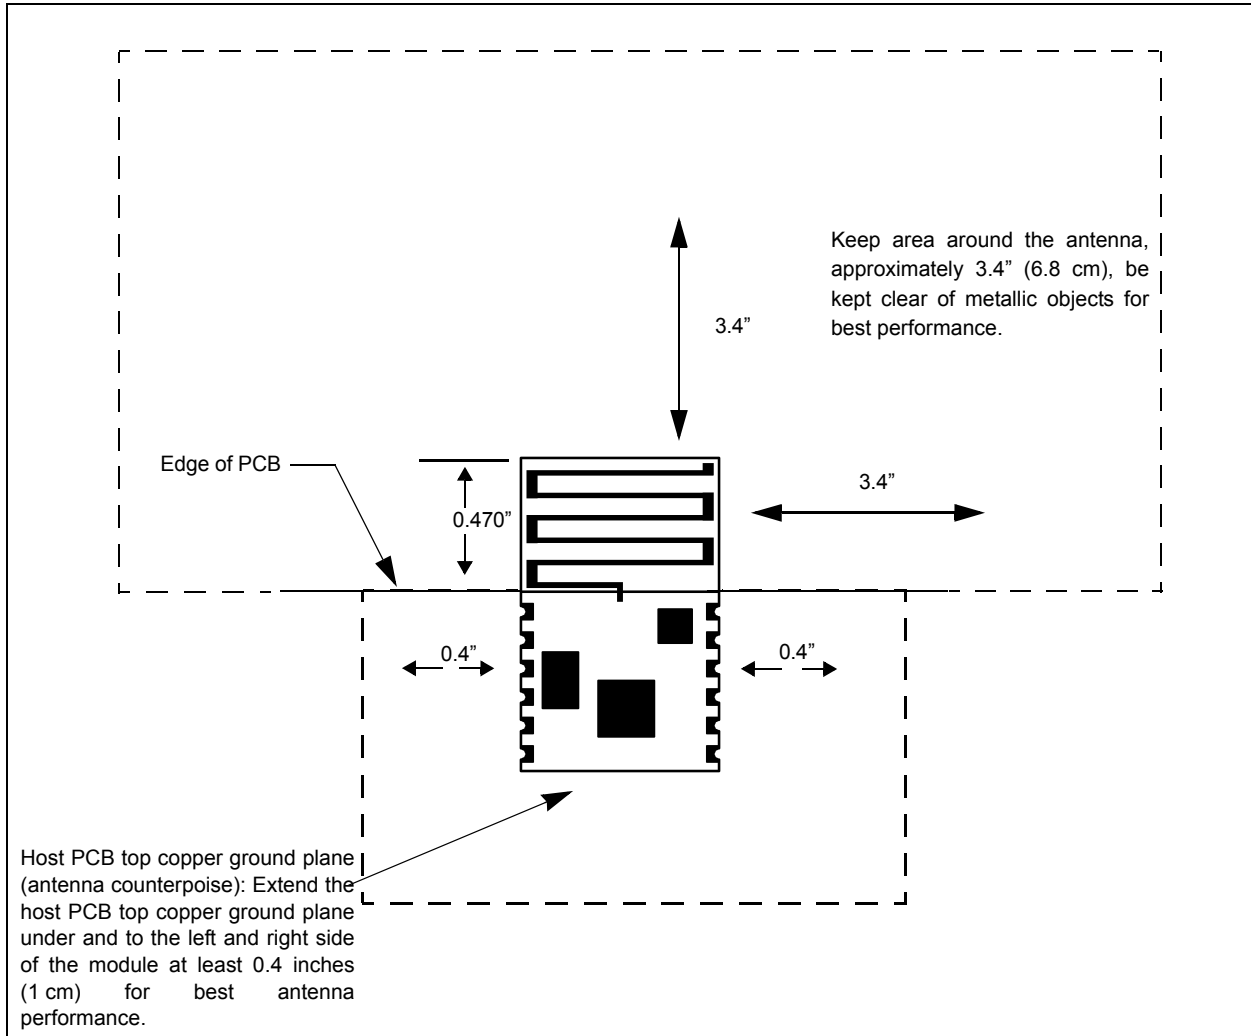 Keep area around the antenna,
approximately 3.4” (6.8 cm), be
kept clear of metallic objects for
best performance.
3.4”
Edge of PCB
0.470”
3.4”
0.4”
0.4”
Host PCB top copper ground plane
(antenna counterpoise): Extend the
host PCB top copper ground plane
under and to the left and right side
of the module at least 0.4 inches
(1 cm) for best antenna
performance.